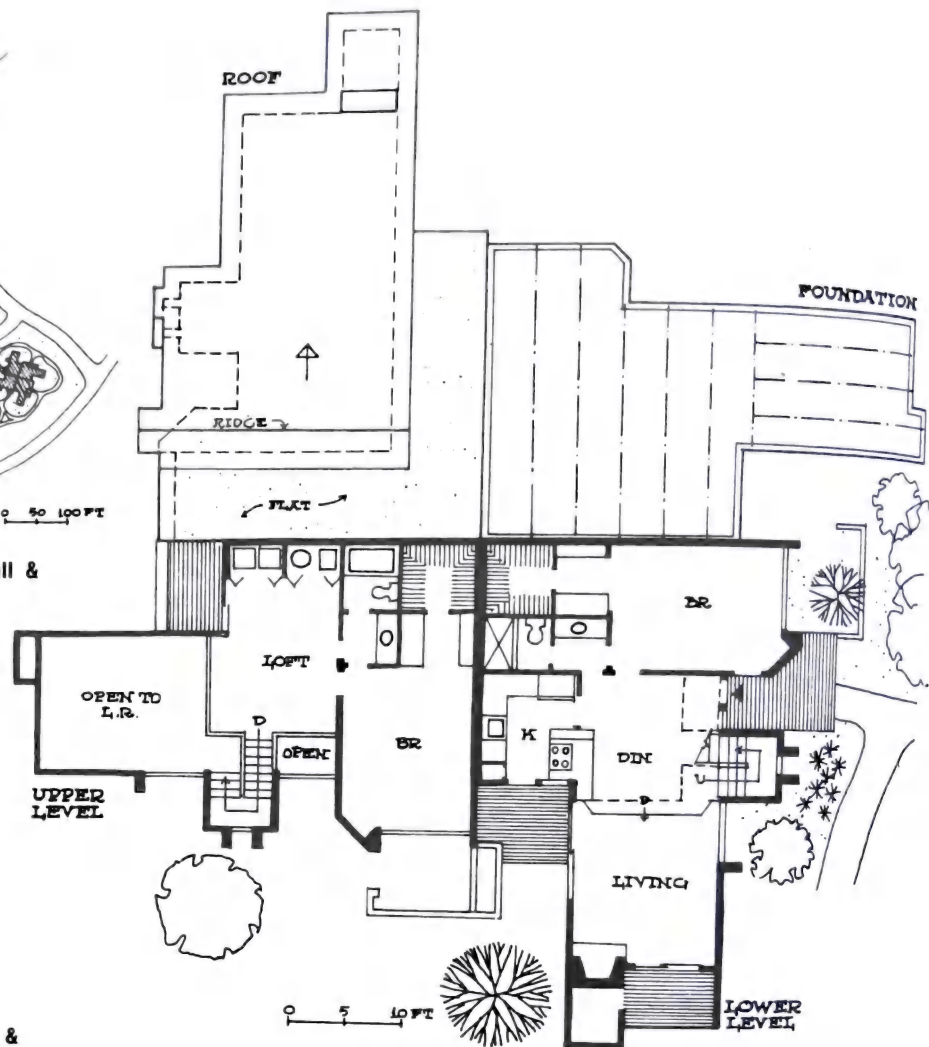 ROOF
FOUNDATION
RIDGE
FLAT
0 50 100 FT
ll &
BR
LOFT
OPEN TO
L.R.
D
OPEN
BR
K
DIN
U
D
UPPER
LEVEL
LIVING
0 5 10 FT
LOWER
LEVEL
&